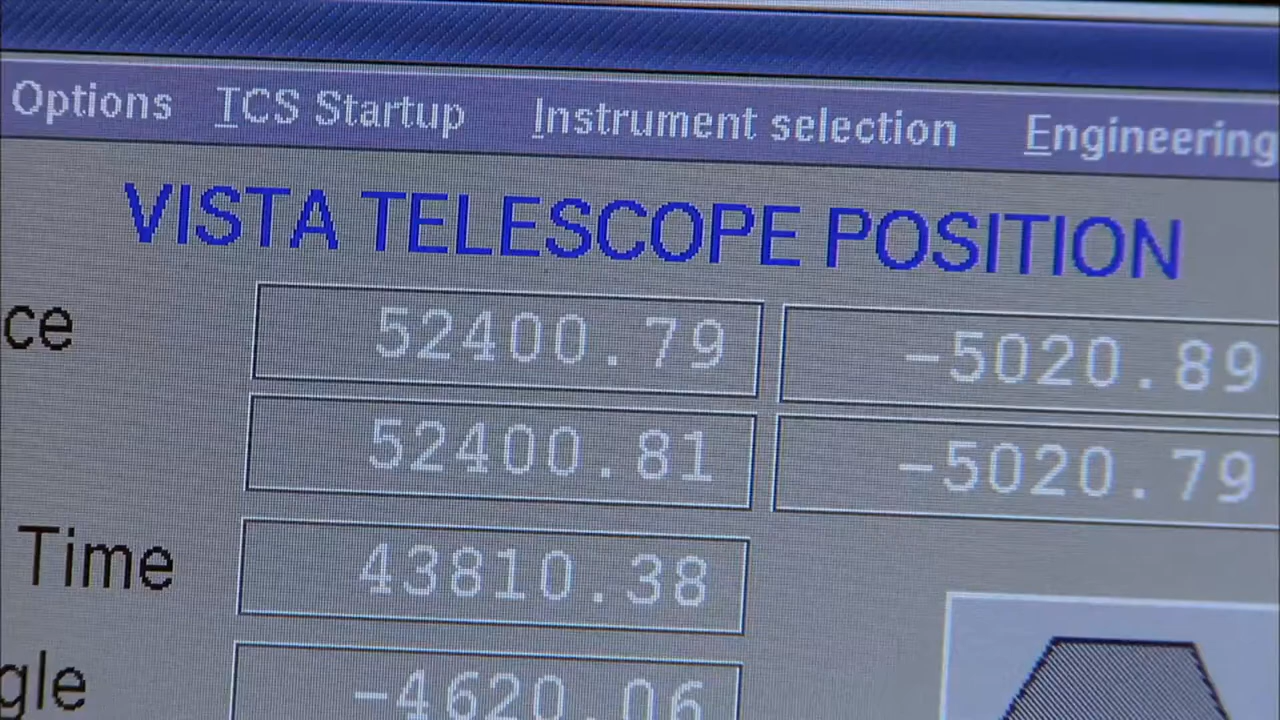 Options TCS Startup Instrument selection Engineering
VISTA TELESCOPE POSITION
ce 52400.79 -5020.89
52400.81 -5020.79
Time 43810.38
gle -4620.06